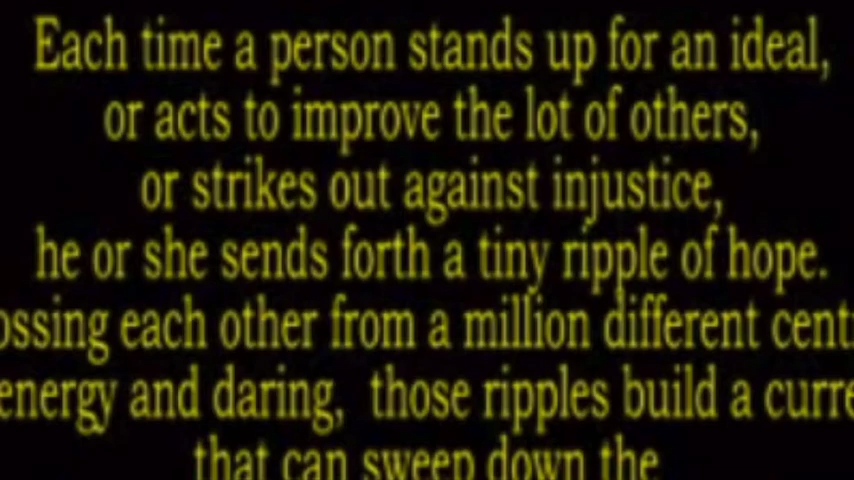 Each time a person stands up for an ideal,
or acts to improve the lot of others,
or strikes out against injustice,
he or she sends forth a tiny ripple of hope.
ossing each other from a million different cent
energy and daring, those ripples build a curre
that can sweep down the